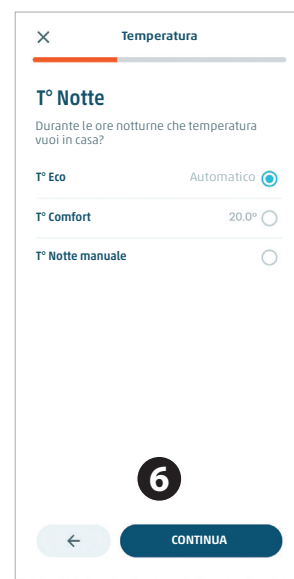 Temperatura
T° Notte
Durante le ore notturne che temperatura
vuoi in casa?
T° Eco Automatico
T° Comfort 20.0°
T° Notte manuale
6
CONTINUA